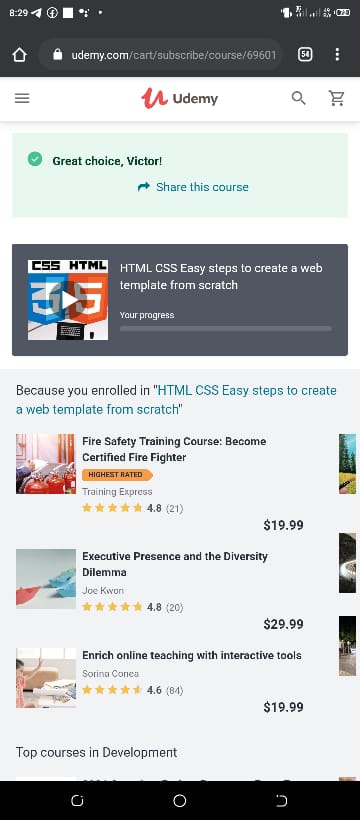 8:29
udemy.com/cart/subscribe/course/69601
54
Udemy
Great choice, Victor!
Share this course
CSS HTML
HTML CSS Easy steps to create a web
template from scratch
Your progress
Because you enrolled in "HTML CSS Easy steps to create
a web template from scratch"
Fire Safety Training Course: Become
Certified Fire Fighter
HIGHEST RATED
Training Express
4.8 (21)
$19.99
Executive Presence and the Diversity
Dilemma
Joe Kwon
4.8 (20)
$29.99
Enrich online teaching with interactive tools
Sorina Conea
4.6 (84)
$19.99
Top courses in Development